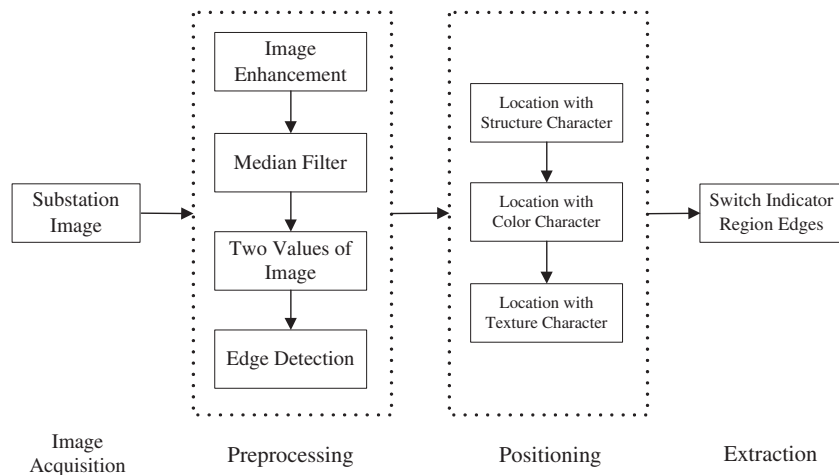 Substation
Image
Image
Enhancement
Median Filter
Two Values of
Image
Edge Detection
Location with
Structure Character
Location with
Color Character
Location with
Texture Character
Switch Indicator
Region Edges
Image
Acquisition
Preprocessing
Positioning
Extraction